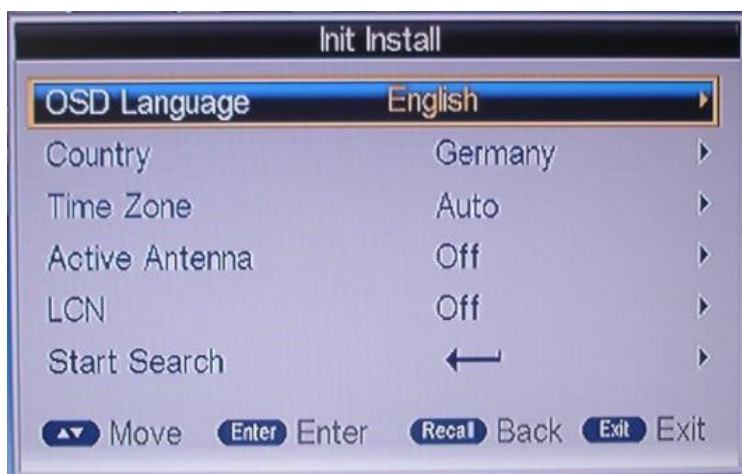 Init Install
OSD Language English
Country Germany
Time Zone Auto
Active Antenna Off
LCN Off
Start Search
Move Enter Enter Recall Back Exit Exit